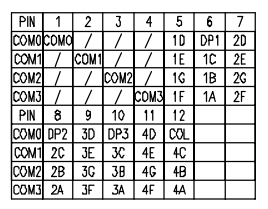 PIN 1 2 3 4 5 6 7
COM0 COM0 / / / 1D DP1 2D
COM1 / COM1 / / 1E 1C 2E
COM2 / / COM2 / 1G 1B 2G
COM3 / / / COM3 1F 1A 2F
PIN 8 9 10 11 12
COM0 DP2 3D DP3 4D COL
COM1 2C 3E 3C 4E 4C
COM2 2B 3G 3B 4G 4B
COM3 2A 3F 3A 4F 4A